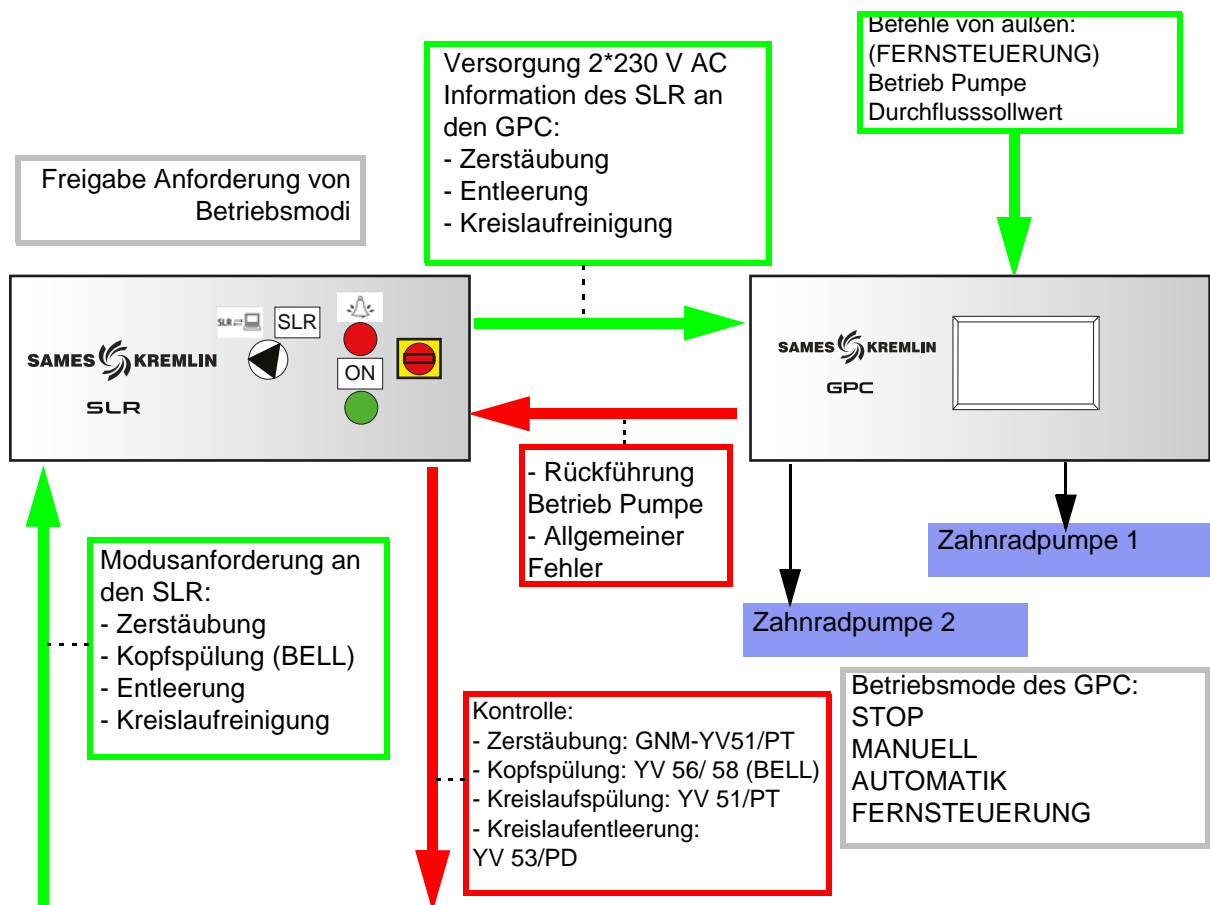 Befehle von außen:
(FERNSTEUERUNG)
Betrieb Pumpe
Durchflusssollwert
Versorgung 2*230 V AC
Information des SLR an
den GPC:
- Zerstäubung
- Entleerung
- Kreislaufreinigung
Freigabe Anforderung von
Betriebsmodi
SLR
SLR
ON
SAMES KREMLIN
SLR
SAMES KREMLIN
GPC
- Rückführung
Betrieb Pumpe
- Allgemeiner
Fehler
Zahnradpumpe 1
Zahnradpumpe 2
Modusanforderung an
den SLR:
- Zerstäubung
- Kopfspülung (BELL)
- Entleerung
- Kreislaufreinigung
Kontrolle:
- Zerstäubung: GNM-YV51/PT
- Kopfspülung: YV 56/ 58 (BELL)
- Kreislaufspülung: YV 51/PT
- Kreislaufentleerung:
YV 53/PD
Betriebsmode des GPC:
STOP
MANUELL
AUTOMATIK
FERNSTEUERUNG